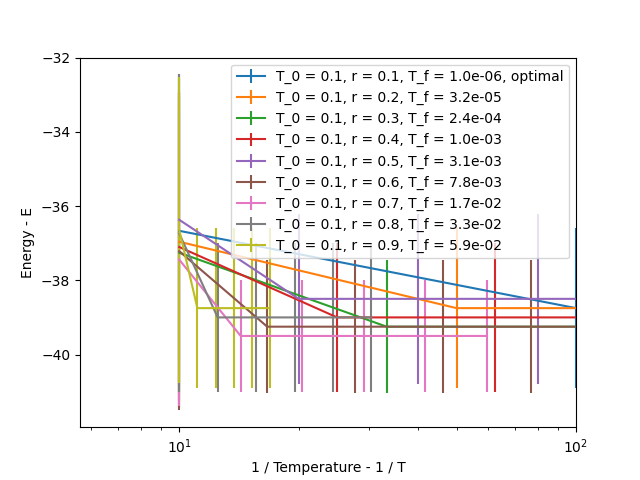 −32
−34
−36
−38
−40
Energy - E
T_0 = 0.1, r = 0.1, T_f = 1.0e-06, optimal
T_0 = 0.1, r = 0.2, T_f = 3.2e-05
T_0 = 0.1, r = 0.3, T_f = 2.4e-04
T_0 = 0.1, r = 0.4, T_f = 1.0e-03
T_0 = 0.1, r = 0.5, T_f = 3.1e-03
T_0 = 0.1, r = 0.6, T_f = 7.8e-03
T_0 = 0.1, r = 0.7, T_f = 1.7e-02
T_0 = 0.1, r = 0.8, T_f = 3.3e-02
T_0 = 0.1, r = 0.9, T_f = 5.9e-02
10¹ 10²
1 / Temperature - 1 / T